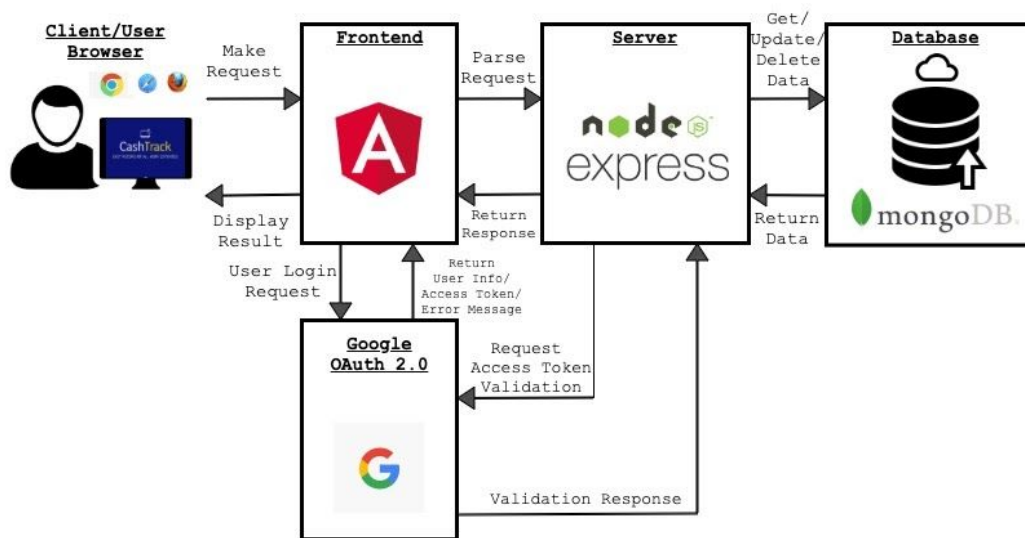 Client/User
Browser
Make
Request
CashTrack
Display
Result
Frontend
A
Parse
Request
Return
Response
Server
node
JS
express
Get/
Update/
Delete
Data
Return
Data
Database
mongoDB.
User Login
Request
Return
User Info/
Access Token/
Error Message
Google
OAuth 2.0
G
Request
Access Token
Validation
Validation Response